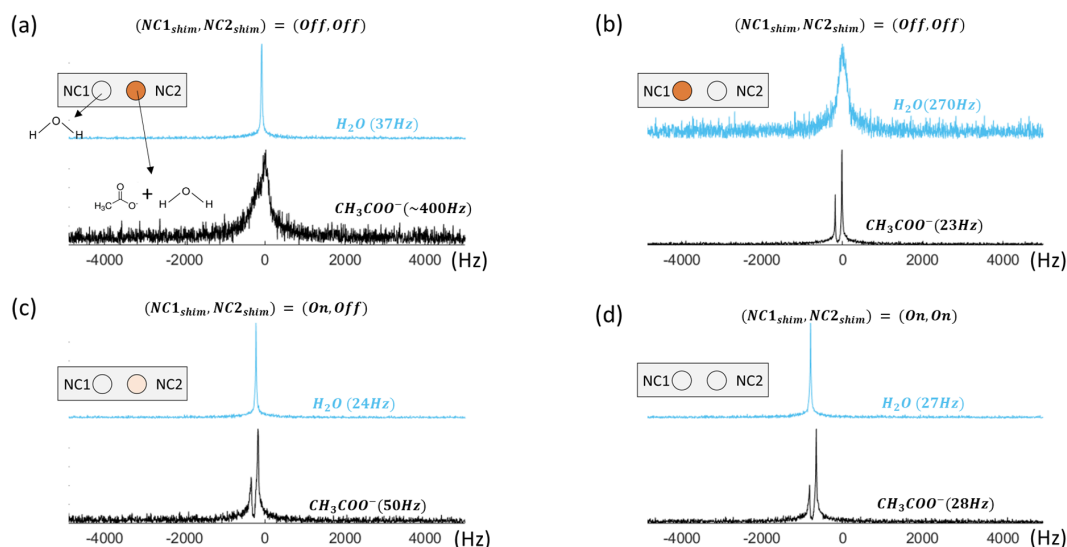 (a)
(NC1shim, NC2shim) = (Off, Off)
NC1 NC2
H2O (37Hz)
H O H
H3C O O- + H O H
CH3COO−(~400Hz)
-4000 -2000 0 2000 4000 (Hz)
(b)
(NC1shim, NC2shim) = (Off, Off)
NC1 NC2
H2O(270Hz)
CH3COO−(23Hz)
-4000 -2000 0 2000 4000 (Hz)
(c)
(NC1shim, NC2shim) = (On, Off)
NC1 NC2
H2O (24Hz)
CH3COO−(50Hz)
-4000 -2000 0 2000 4000 (Hz)
(d)
(NC1shim, NC2shim) = (On, On)
NC1 NC2
H2O (27Hz)
CH3COO−(28Hz)
-4000 -2000 0 2000 4000 (Hz)